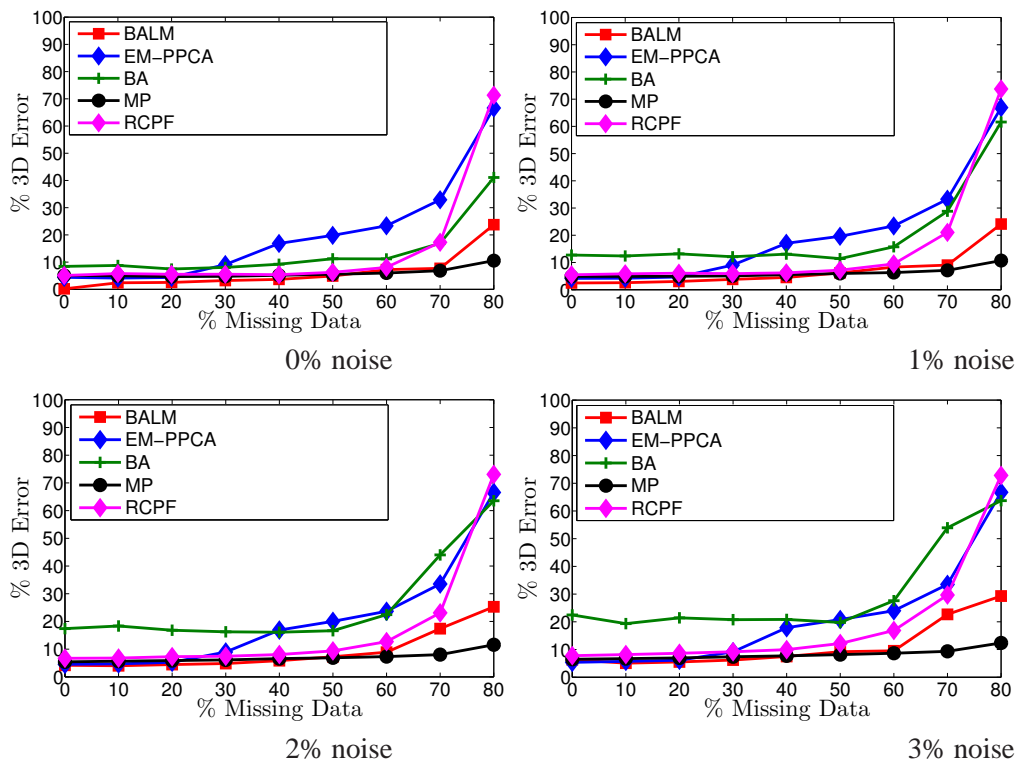 100
90
80
70
60
50
40
30
20
10
0
% 3D Error
BALM
EM-PPCA
BA
MP
RCPF
0 10 20 30 40 50 60 70 80
% Missing Data
0% noise
100
90
80
70
60
50
40
30
20
10
0
% 3D Error
BALM
EM-PPCA
BA
MP
RCPF
0 10 20 30 40 50 60 70 80
% Missing Data
1% noise
100
90
80
70
60
50
40
30
20
10
0
% 3D Error
BALM
EM-PPCA
BA
MP
RCPF
0 10 20 30 40 50 60 70 80
% Missing Data
2% noise
100
90
80
70
60
50
40
30
20
10
0
% 3D Error
BALM
EM-PPCA
BA
MP
RCPF
0 10 20 30 40 50 60 70 80
% Missing Data
3% noise